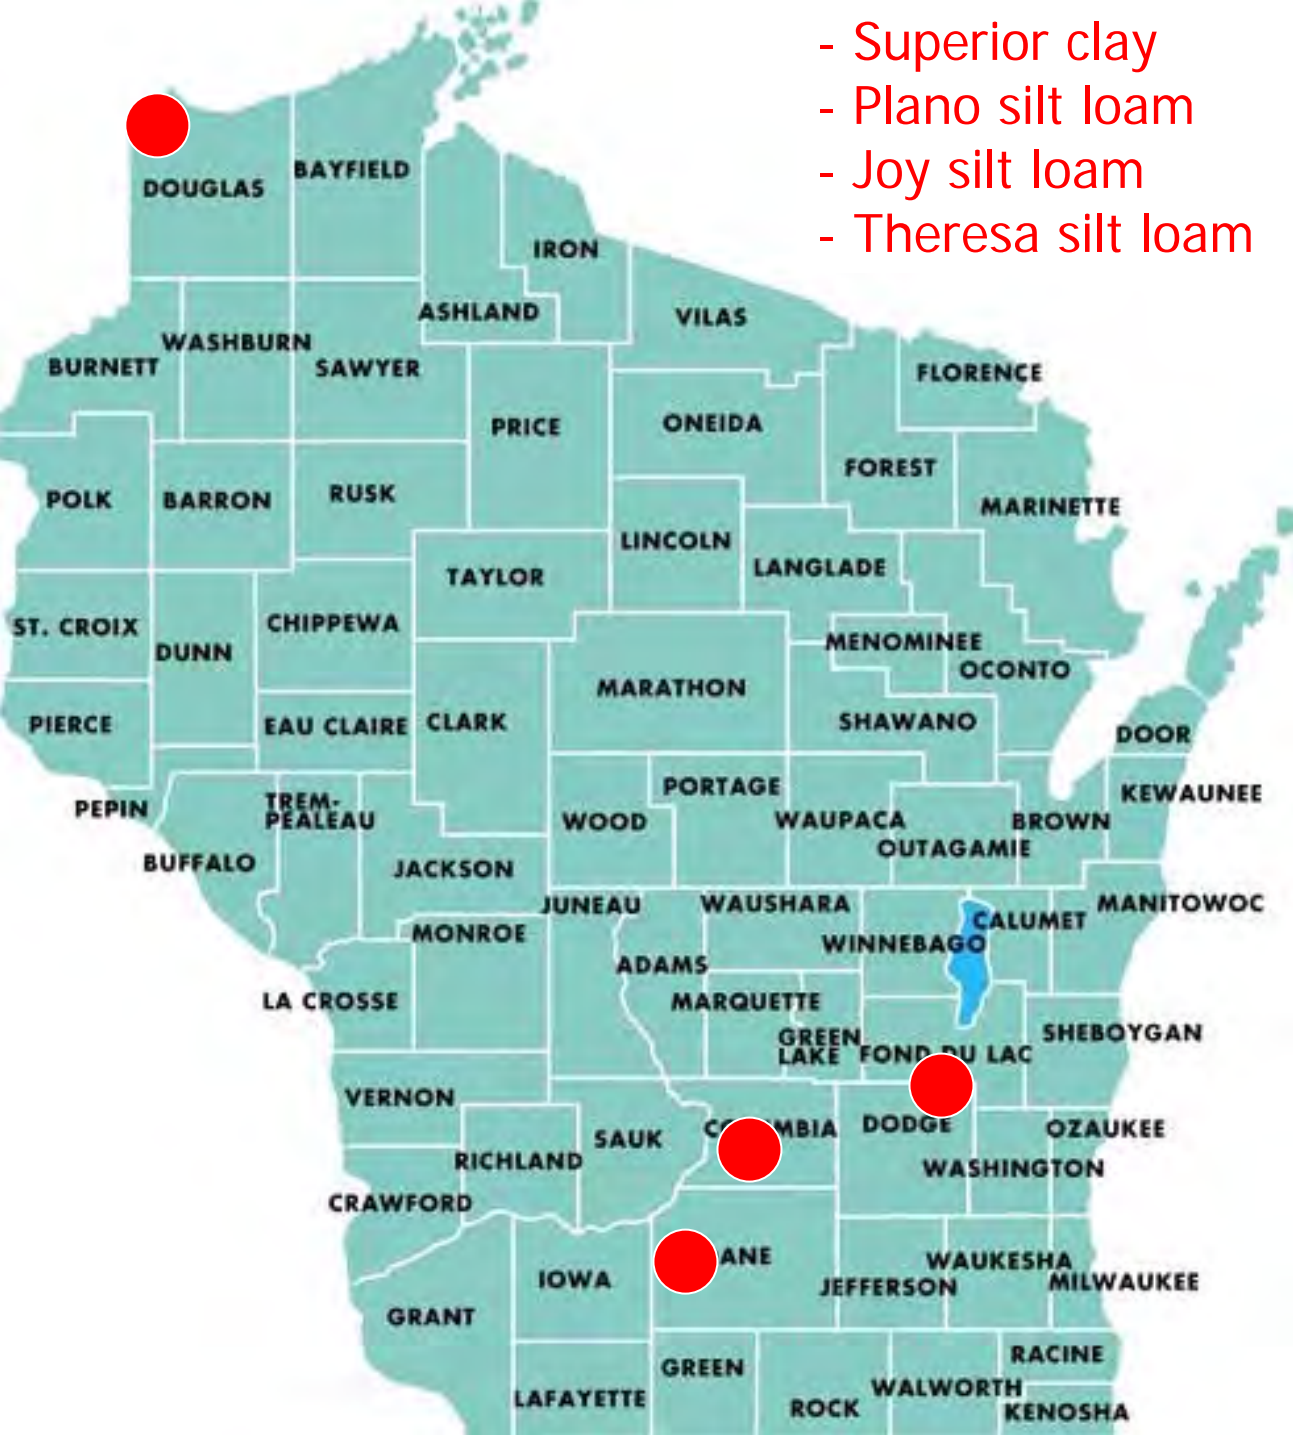 - Superior clay
- Plano silt loam
- Joy silt loam
- Theresa silt loam
BAYFIELD
DOUGLAS
IRON
ASHLAND
VILAS
WASHBURN
BURNETT
SAWYER
FLORENCE
PRICE
ONEIDA
FOREST
POLK
BARRON
RUSK
MARINETTE
LINCOLN
LANGLADE
TAYLOR
ST. CROIX
CHIPPEWA
DUNN
MENOMINEE
OCONTO
MARATHON
PIERCE
EAU CLAIRE
CLARK
SHAWANO
DOOR
PORTAGE
KEWAUNEE
PEPIN
TREM-
PEALEAU
WOOD
WAUPACA
BROWN
OUTAGAMIE
BUFFALO
JACKSON
JUNEAU
WAUSHARA
MANITOWOC
CALUMET
MONROE
WINNEBAGO
ADAMS
LA CROSSE
MARQUETTE
GREEN
LAKE
SHEBOYGAN
FOND DU LAC
VERNON
DODGE
OZAUKEE
SAUK
RICHLAND
WASHINGTON
CRAWFORD
ANE
WAUKESHA
IOWA
JEFFERSON
MILWAUKEE
GRANT
RACINE
GREEN
WALWORTH
LAFAYETTE
ROCK
KENOSHA